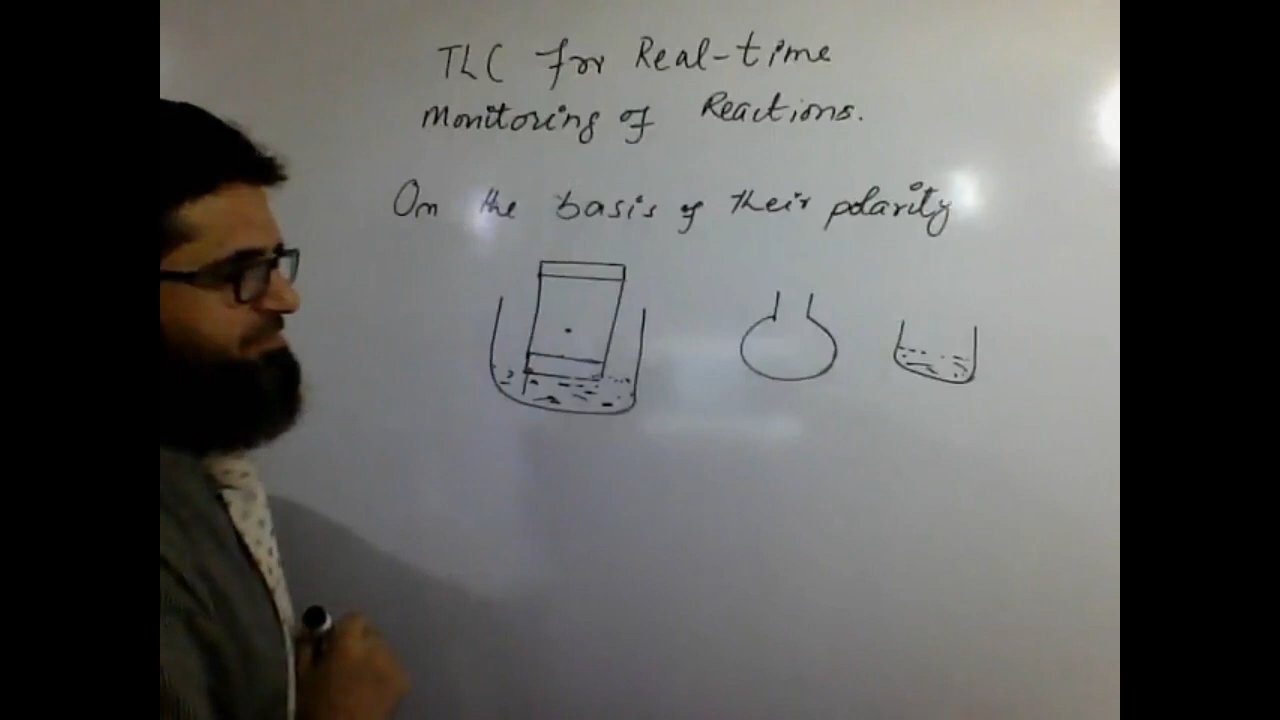 TLC for Real-time
monitoring of Reactions.
On the basis of their polarity